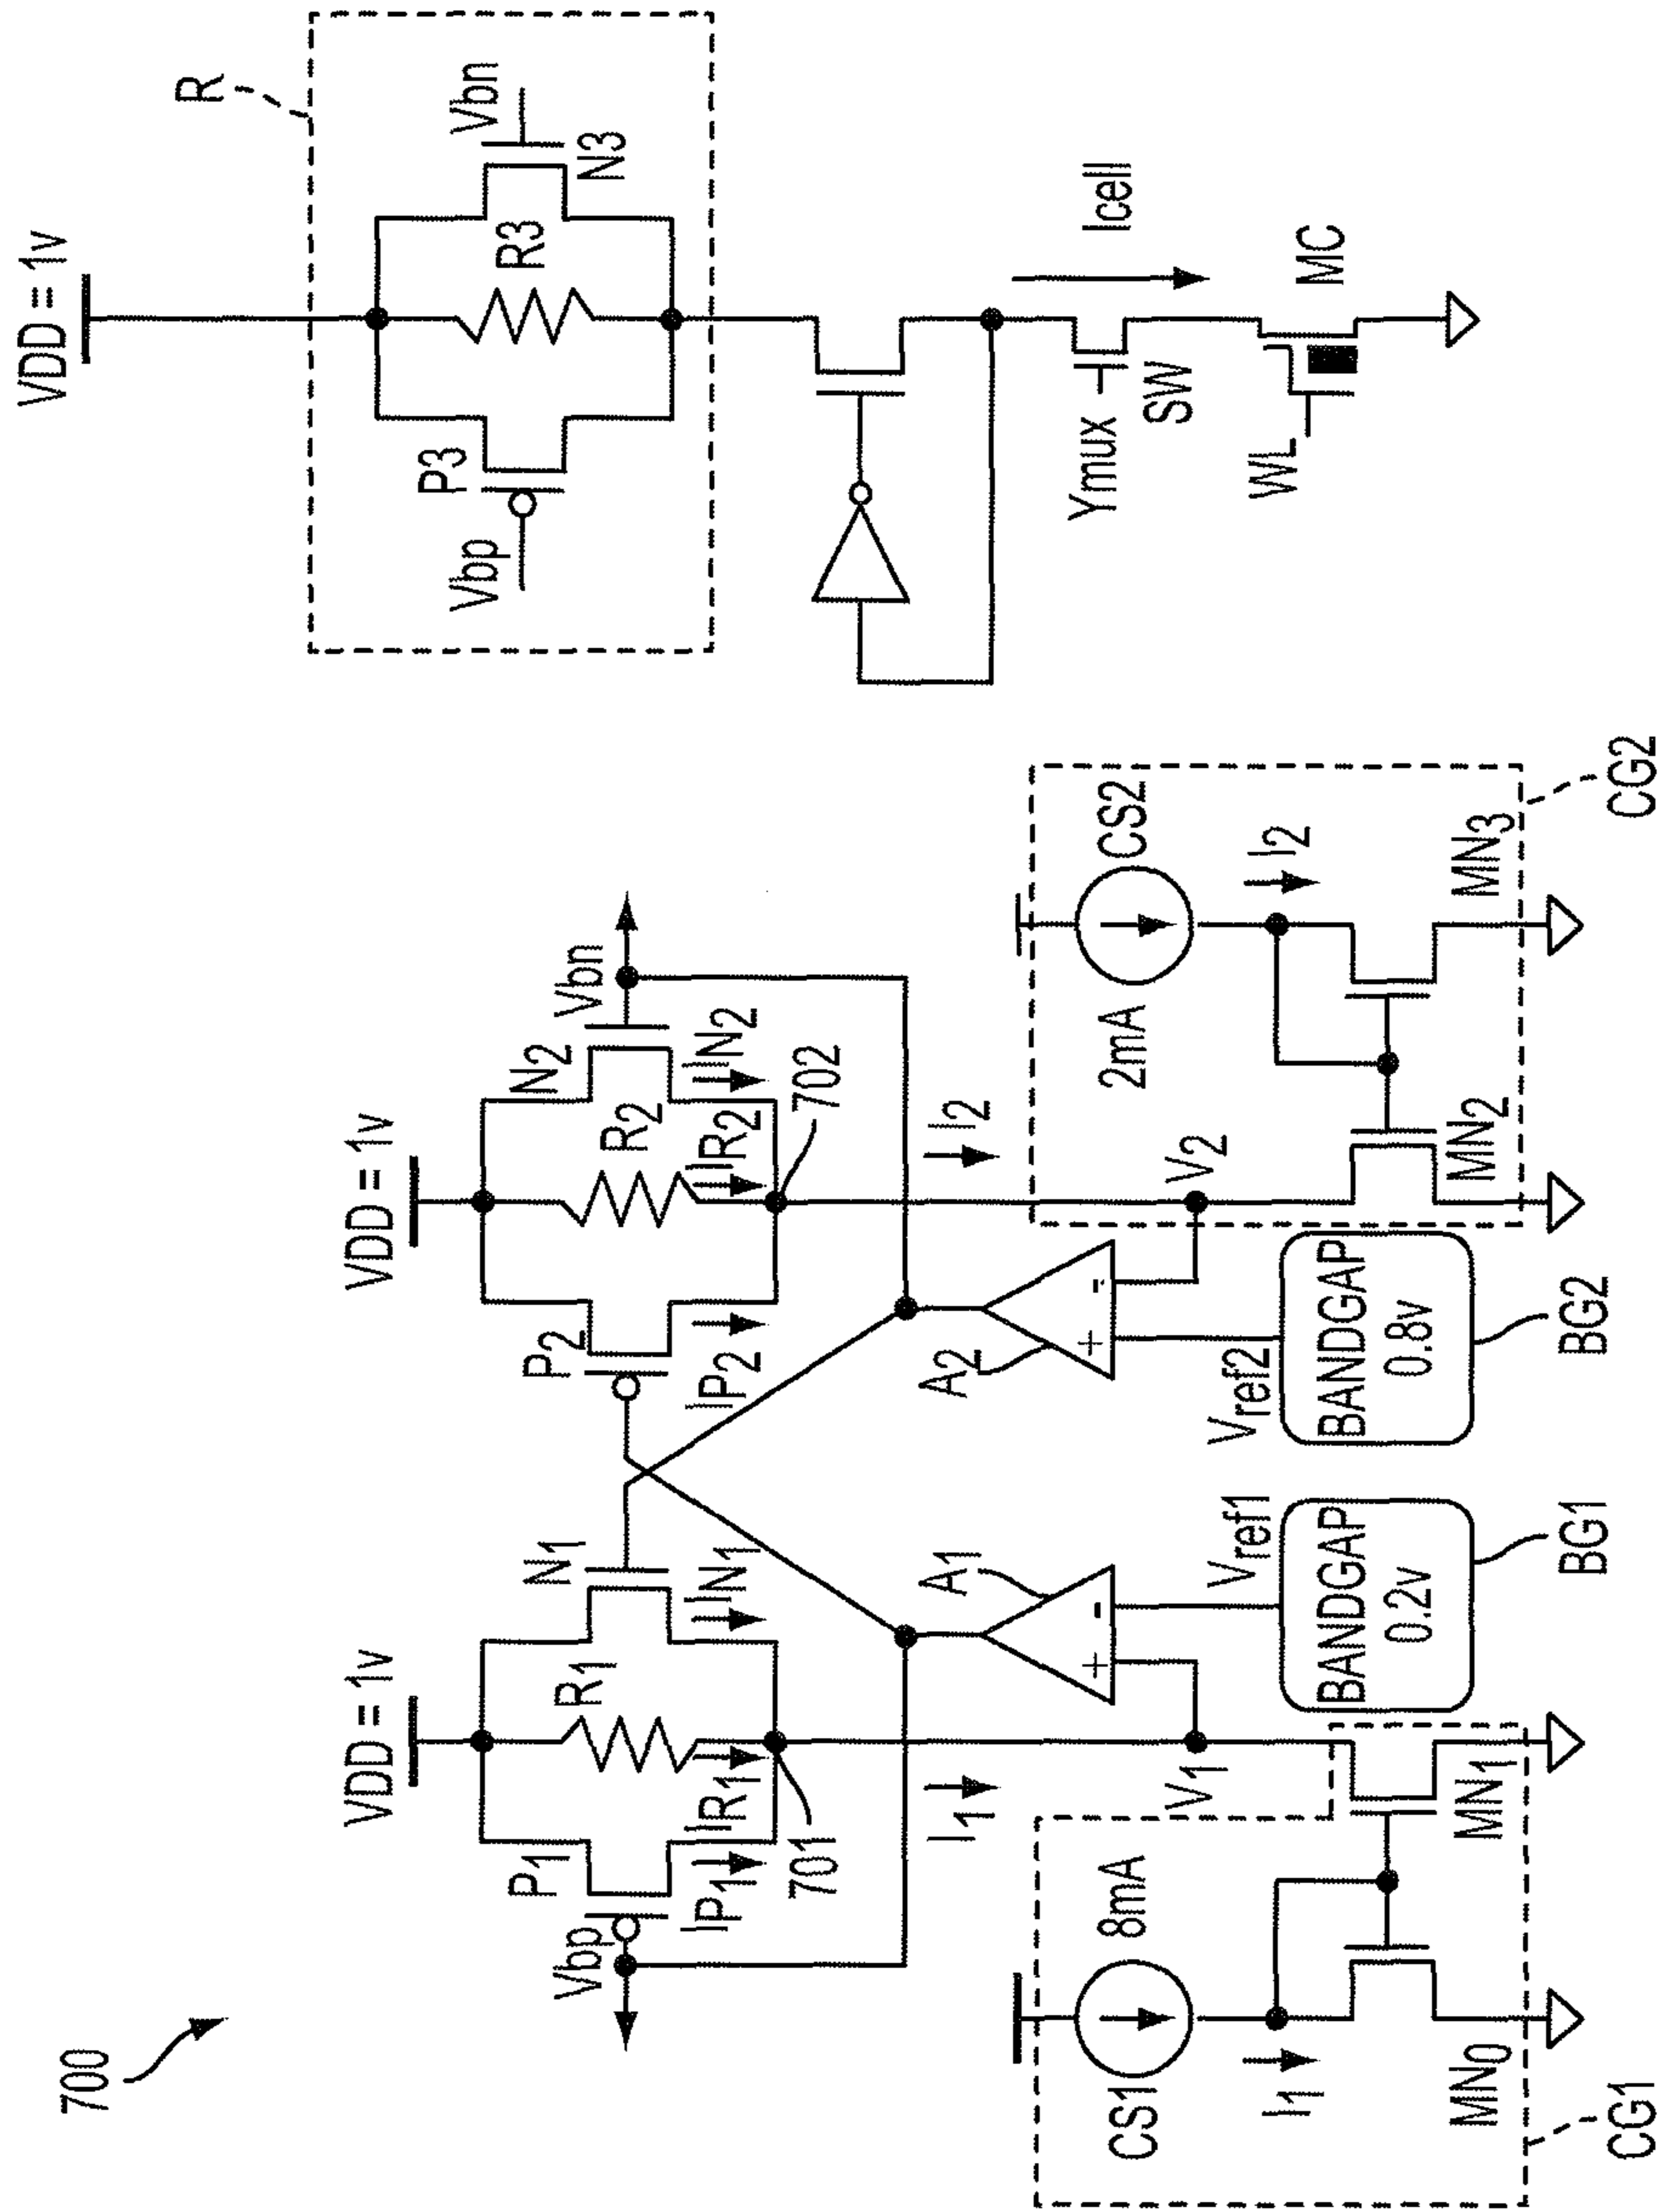 700
VDD = 1v
VDD = 1v
VDD = 1v
R
P1
R1
N1
P2
R2
N2
Vbp
Vbn
IP1
IR1
IN1
IP2
IR2
IN2
701
702
P3
R3
N3
Vbp
Vbn
I1
A1
A2
I2
+
-
+
-
V1
Vref1
Vref2
V2
CS1
8mA
I1
MN0
MN1
CG1
BANDGAP
0.2v
BG1
BANDGAP
0.8v
BG2
2mA
CS2
I2
MN2
MN3
CG2
Icell
Ymux
SW
WL
MC